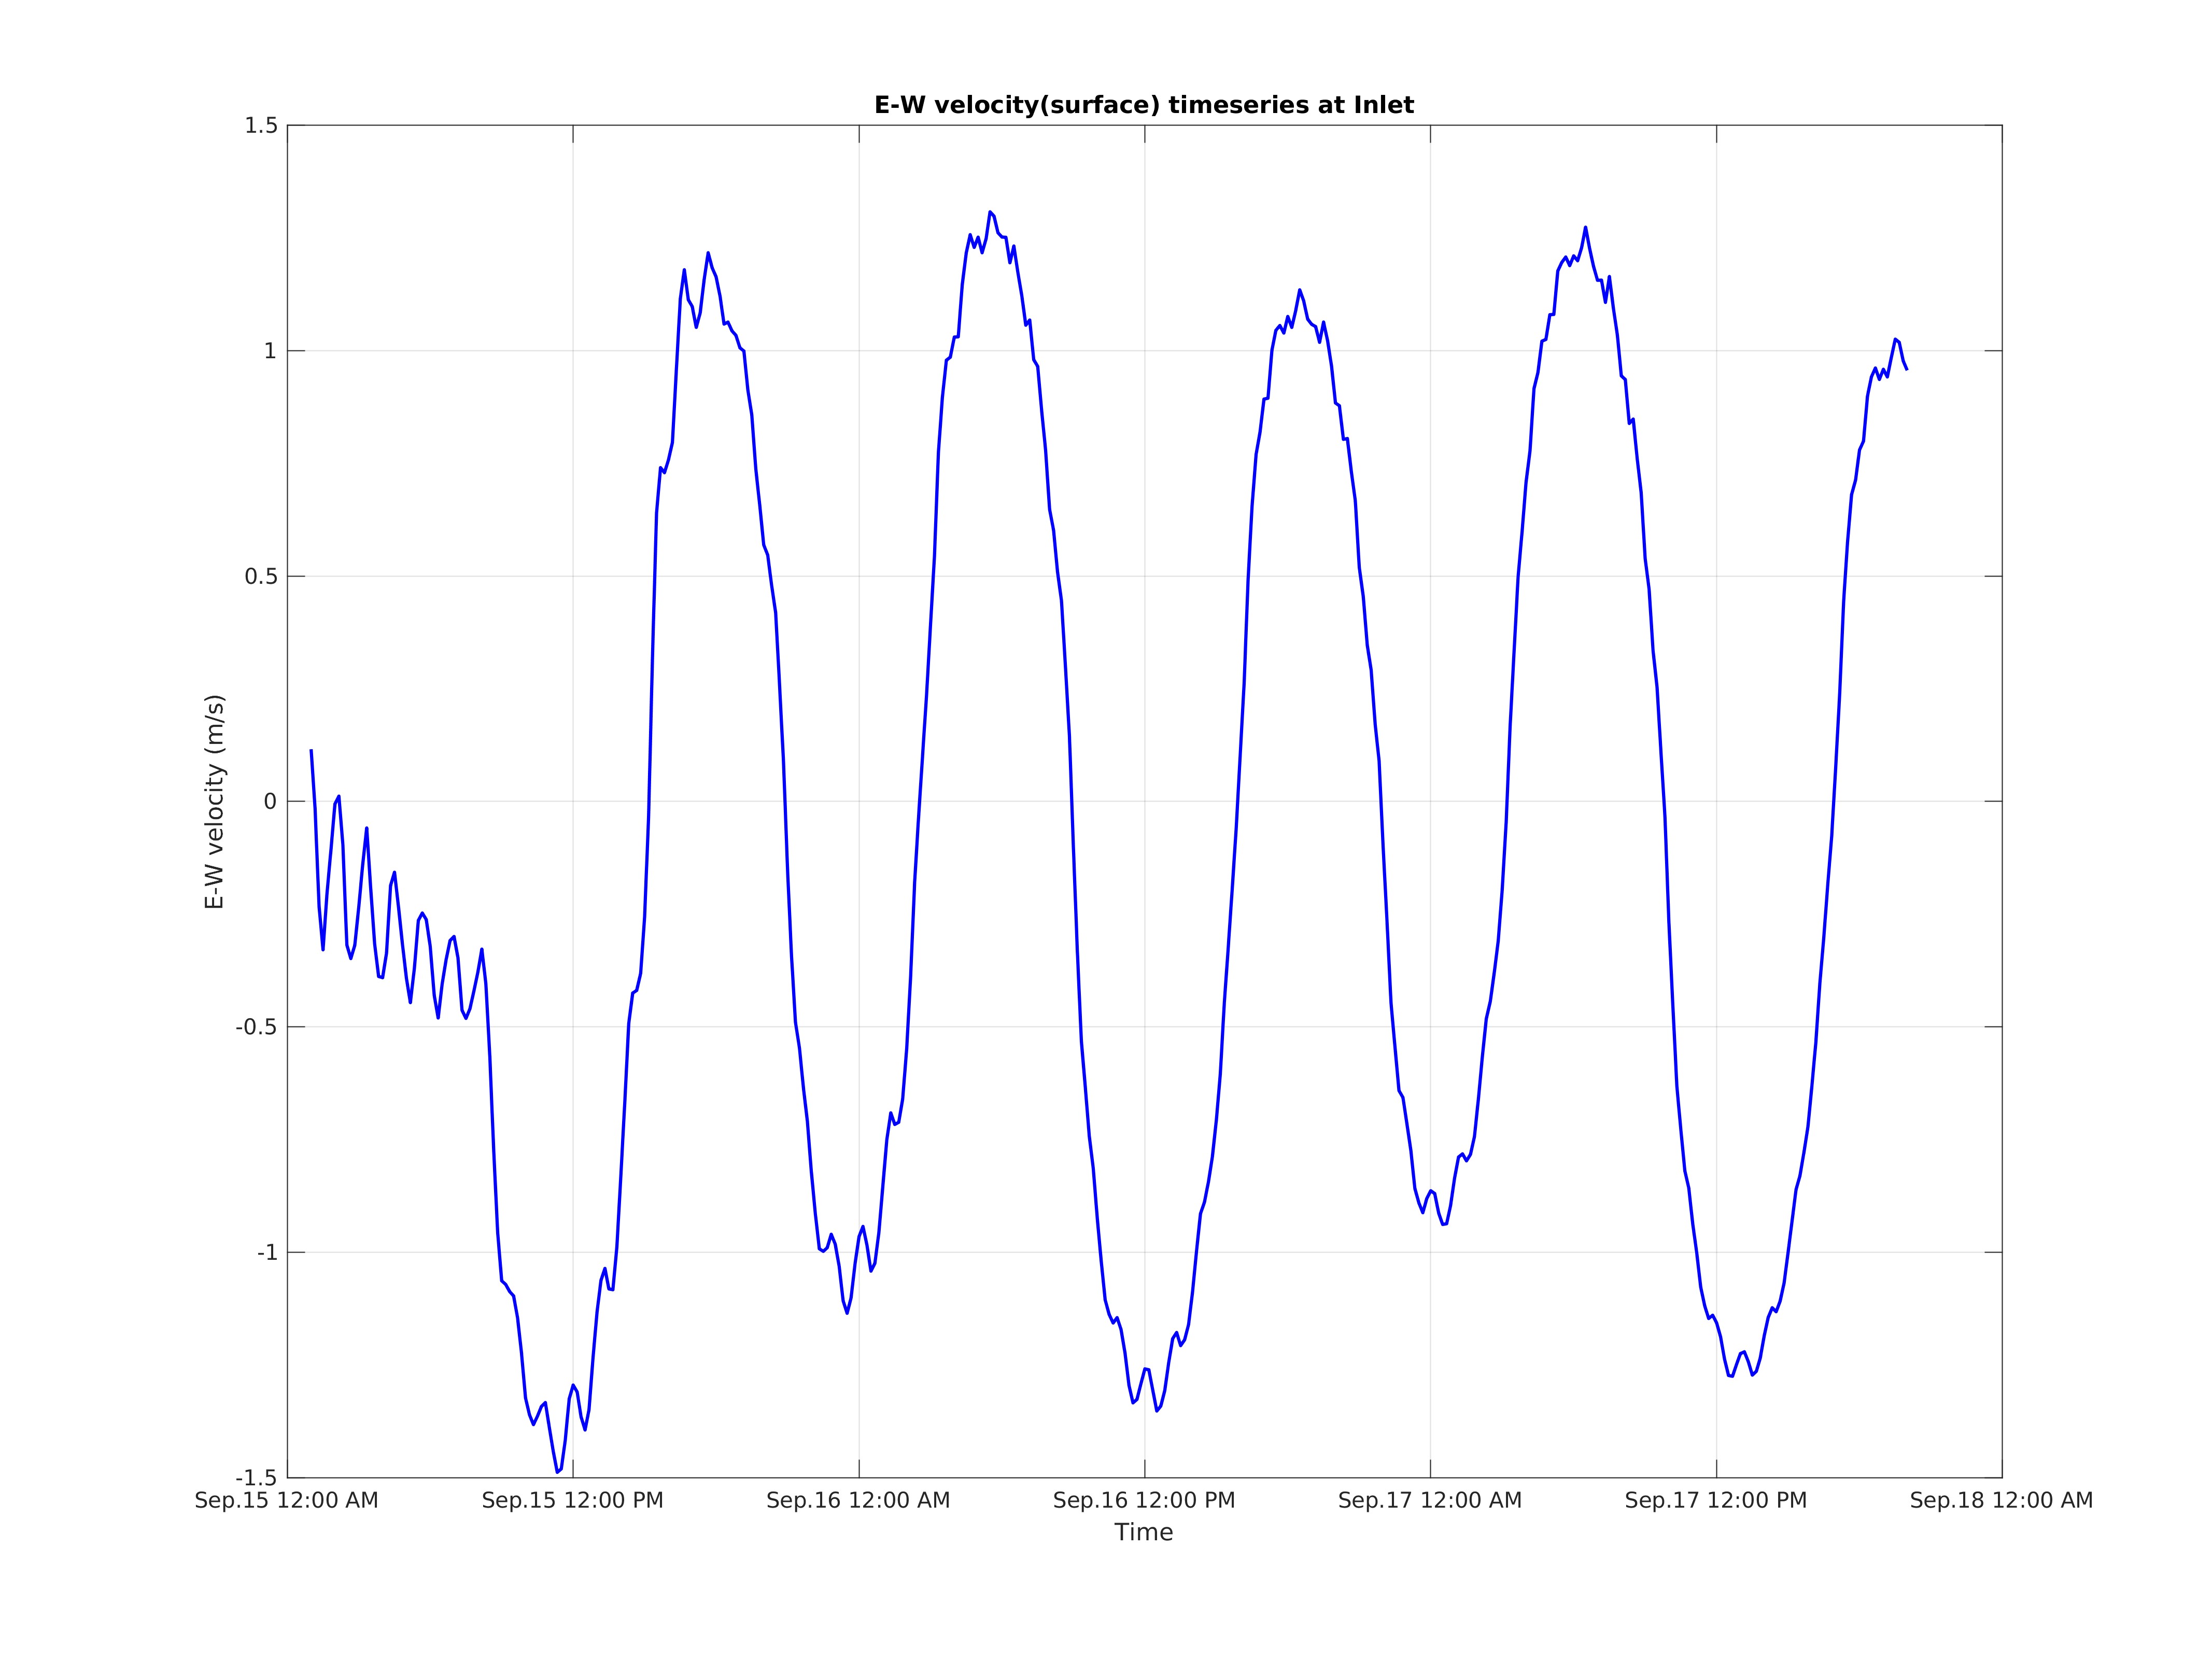 E-W velocity(surface) timeseries at Inlet
1.5
1
0.5
0
-0.5
-1
-1.5
E-W velocity (m/s)
Sep.15 12:00 AM Sep.15 12:00 PM Sep.16 12:00 AM Sep.16 12:00 PM Sep.17 12:00 AM Sep.17 12:00 PM Sep.18 12:00 AM
Time